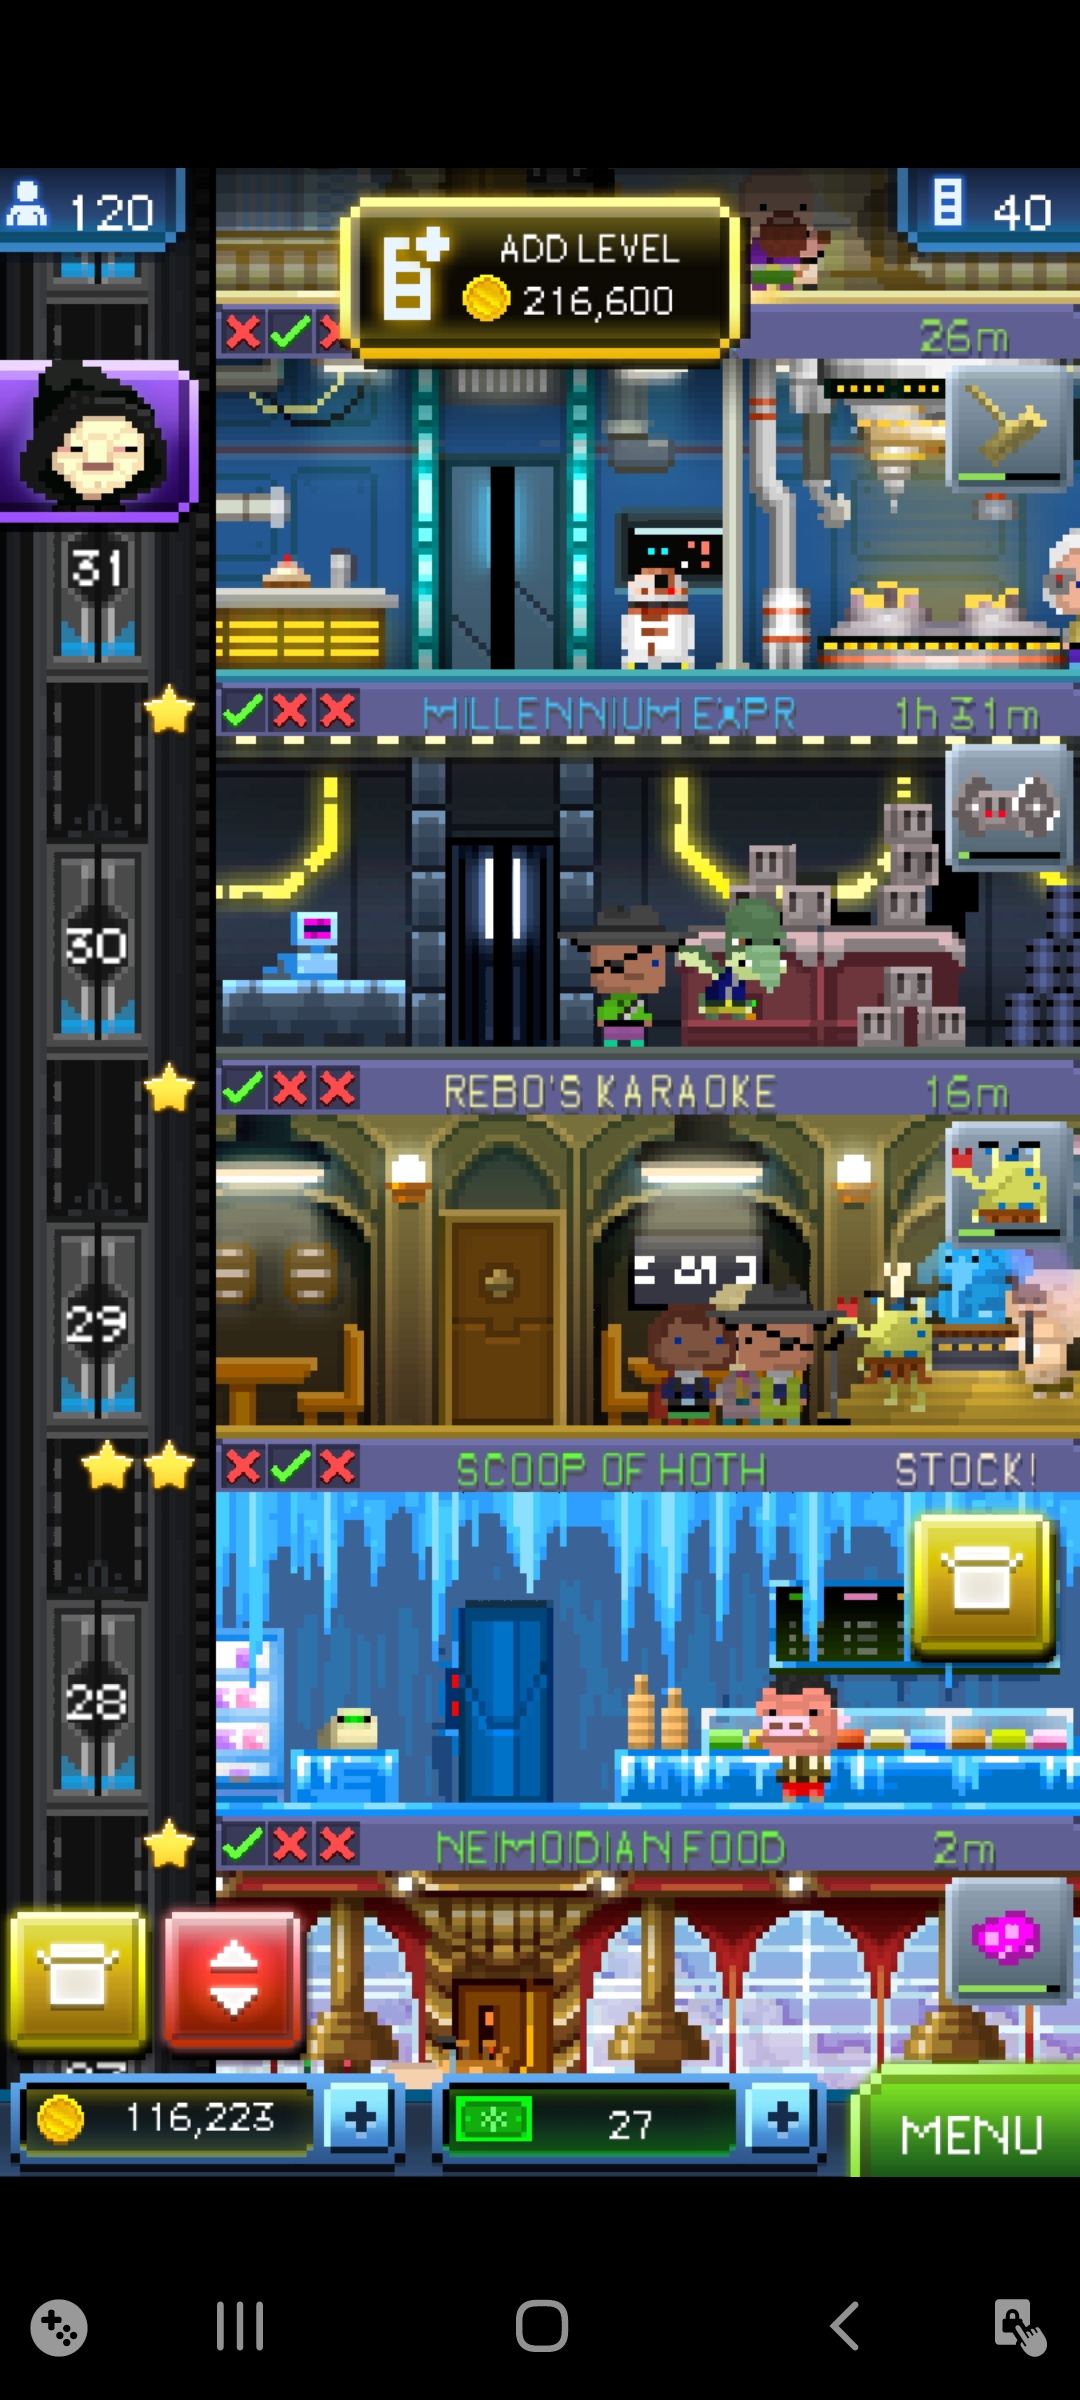 120
40
ADD LEVEL
216,600
26m
31
MILLENNIUM EXPR
1h 31m
30
REBO'S KARAOKE
16m
29
SCOOP OF HOTH
STOCK!
28
NEIMOIDIAN FOOD
2m
116,223
27
MENU